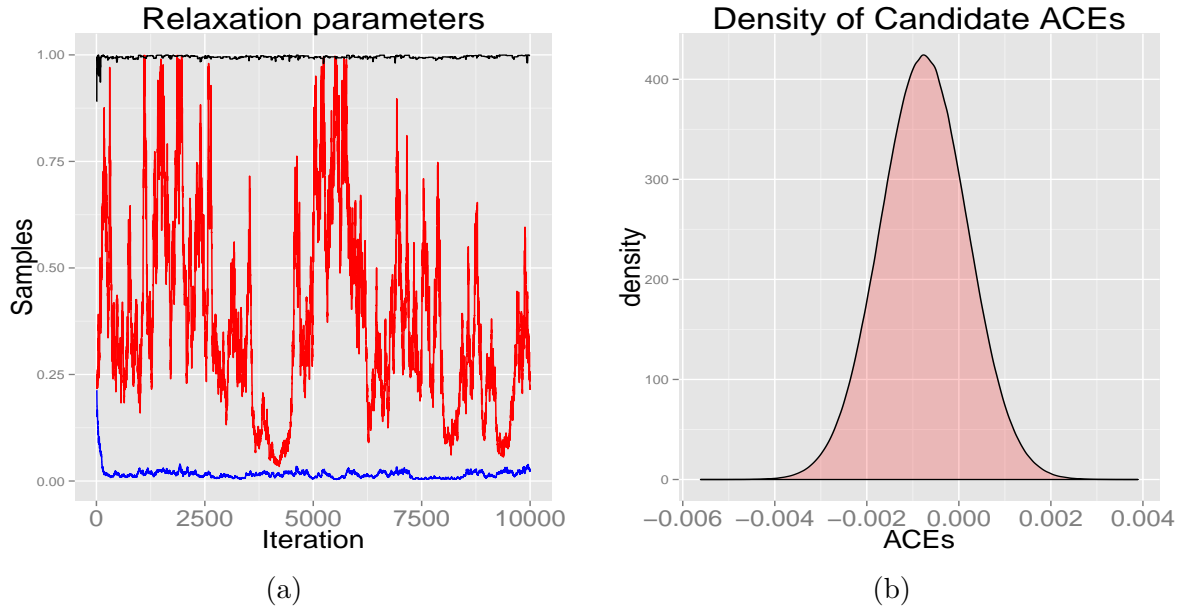 Relaxation parameters
1.00
0.75
0.50
0.25
0.00
Samples
0 2500 5000 7500 10000
Iteration
(a)
Density of Candidate ACEs
400
300
200
100
0
density
−0.006 −0.004 −0.002 0.000 0.002 0.004
ACEs
(b)